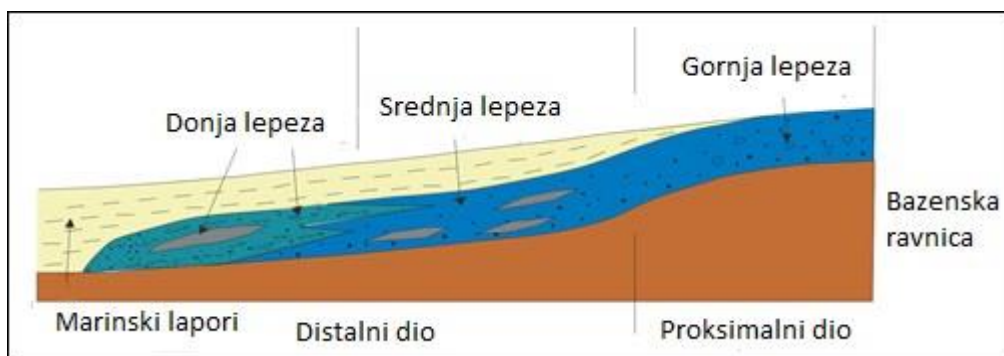 Gornja lepeza
Srednja lepeza
Donja lepeza
Bazenska
ravnica
Marinski lapori
Distalni dio
Proksimalni dio